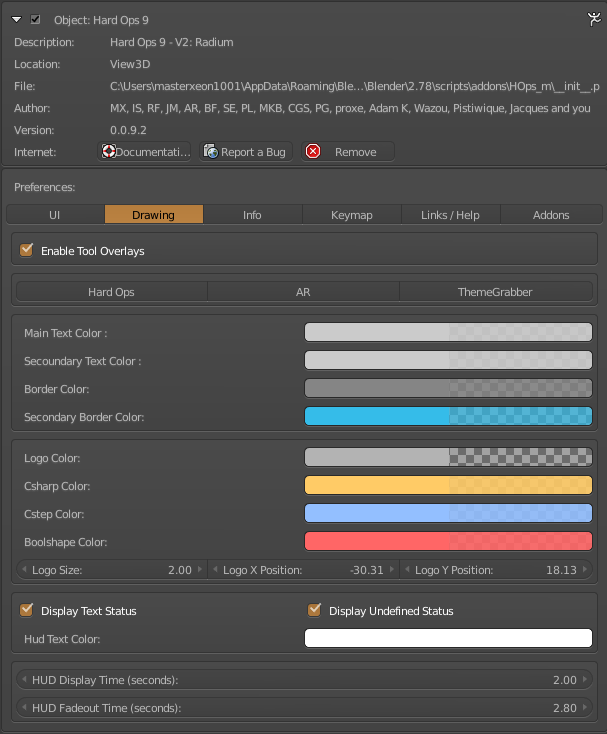 Object: Hard Ops 9
Description: Hard Ops 9 - V2: Radium
Location: View3D
File: C:\Users\masterxeon1001\AppData\Roaming\Ble...\Blender\2.78\scripts\addons\HOps_m\__init__.p
Author: MX, IS, RF, JM, AR, BF, SE, PL, MKB, CGS, PG, proxe, Adam K, Wazou, Pistiwique, Jacques and you
Version: 0.0.9.2
Internet: Documentati... Report a Bug Remove
Preferences:
UI Drawing Info Keymap Links / Help Addons
Enable Tool Overlays
Hard Ops AR ThemeGrabber
Main Text Color :
Secoundary Text Color :
Border Color:
Secondary Border Color:
Logo Color:
Csharp Color:
Cstep Color:
Boolshape Color:
Logo Size: 2.00 Logo X Position: -30.31 Logo Y Position: 18.13
Display Text Status Display Undefined Status
Hud Text Color:
HUD Display Time (seconds): 2.00
HUD Fadeout Time (seconds): 2.80